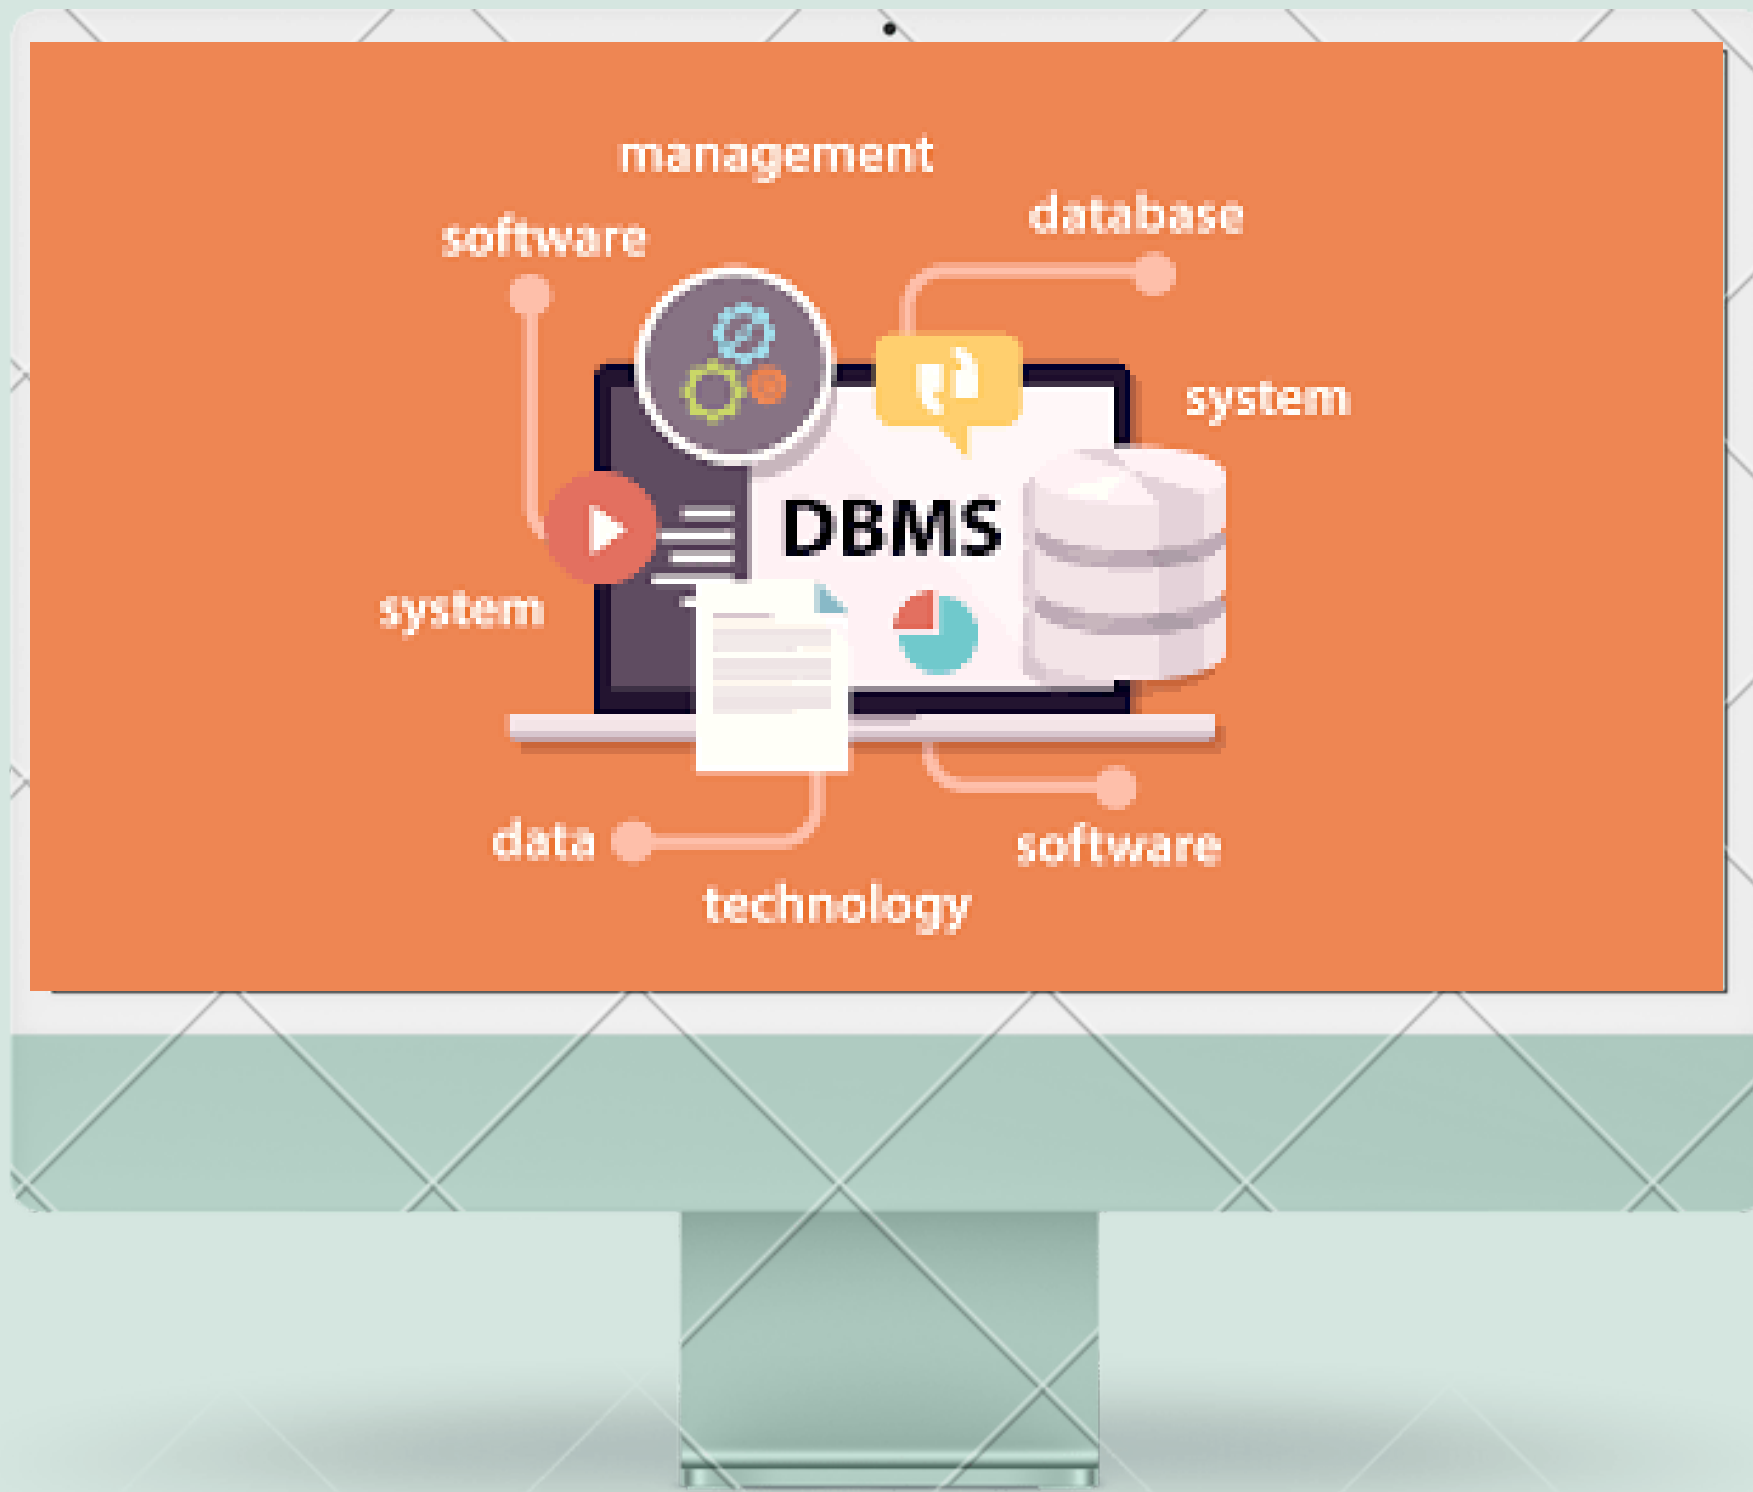 management
database
software
system
DBMS
system
data
software
technology